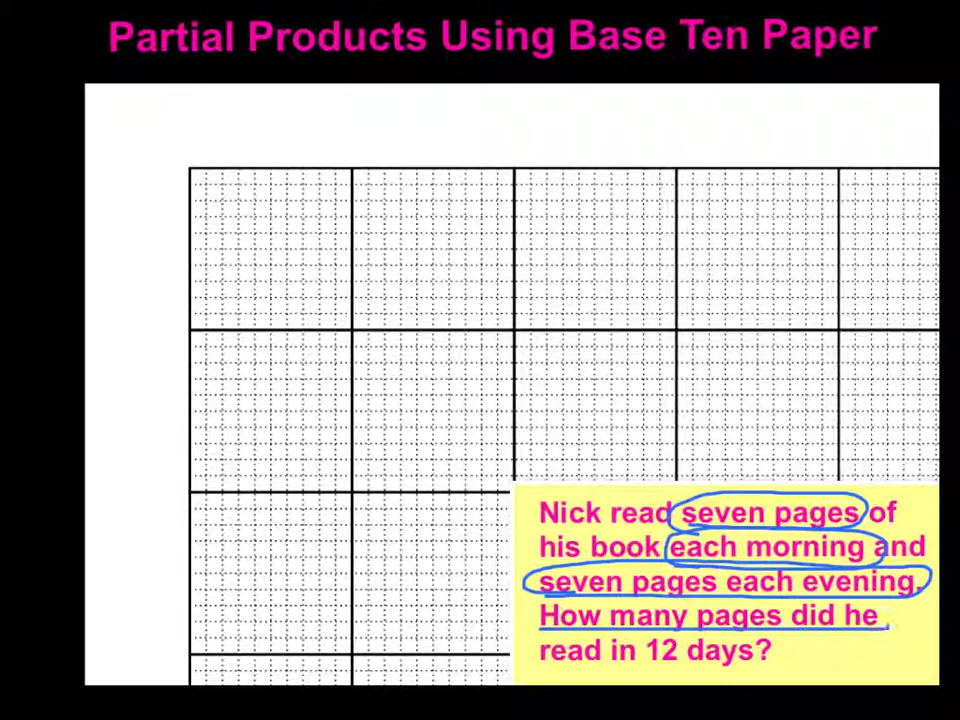 Partial Products Using Base Ten Paper
Nick read seven pages of
his book each morning and
seven pages each evening.
How many pages did he
read in 12 days?